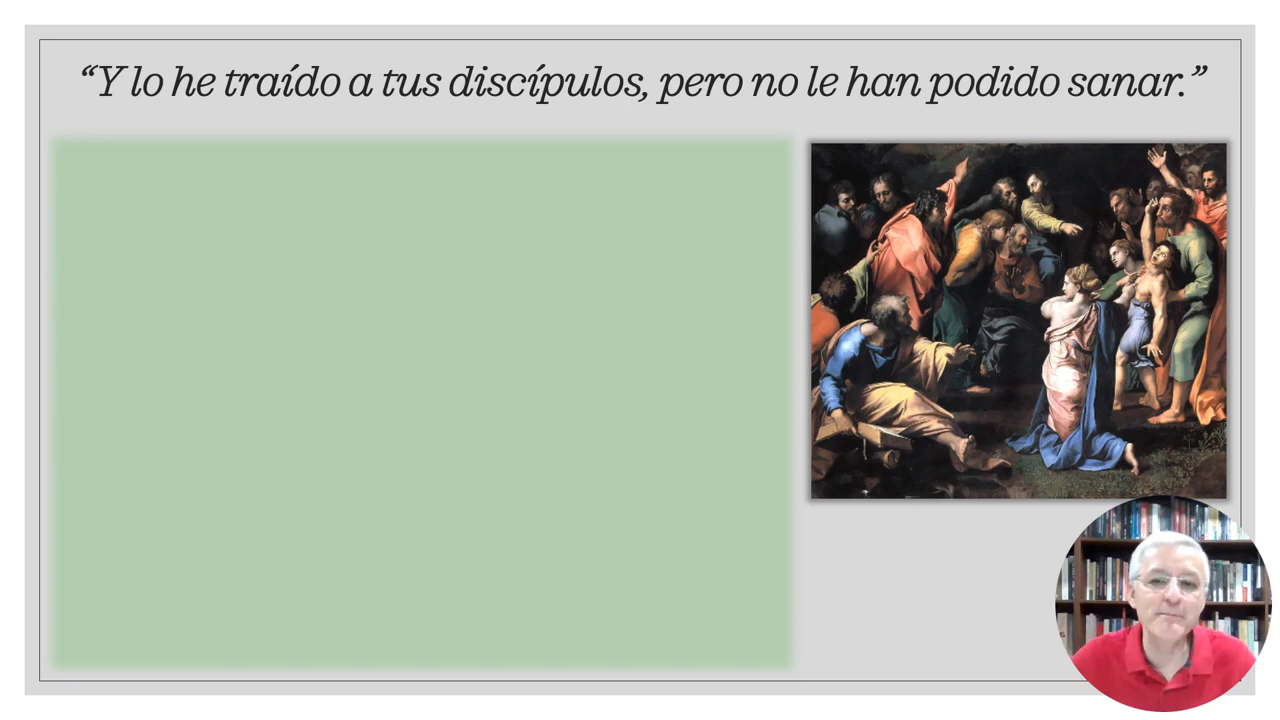 “Y lo he traído a tus discípulos, pero no le han podido sanar.”